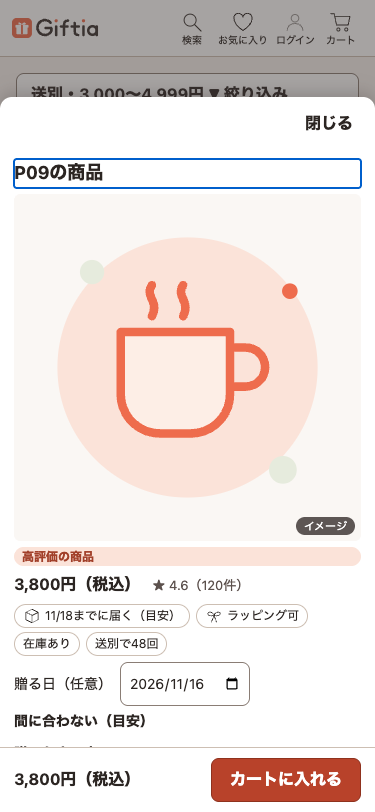 Giftia
検索 お気に入り ログイン カート
送別・3,000〜4,999円 ▼ 絞り込み
閉じる
P09の商品
イメージ
高評価の商品
3,800円（税込） ★ 4.6（120件）
11/18までに届く（目安） ラッピング可
在庫あり 送別で48回
贈る日（任意） 2026/11/16
間に合わない（目安）
3,800円（税込） カートに入れる